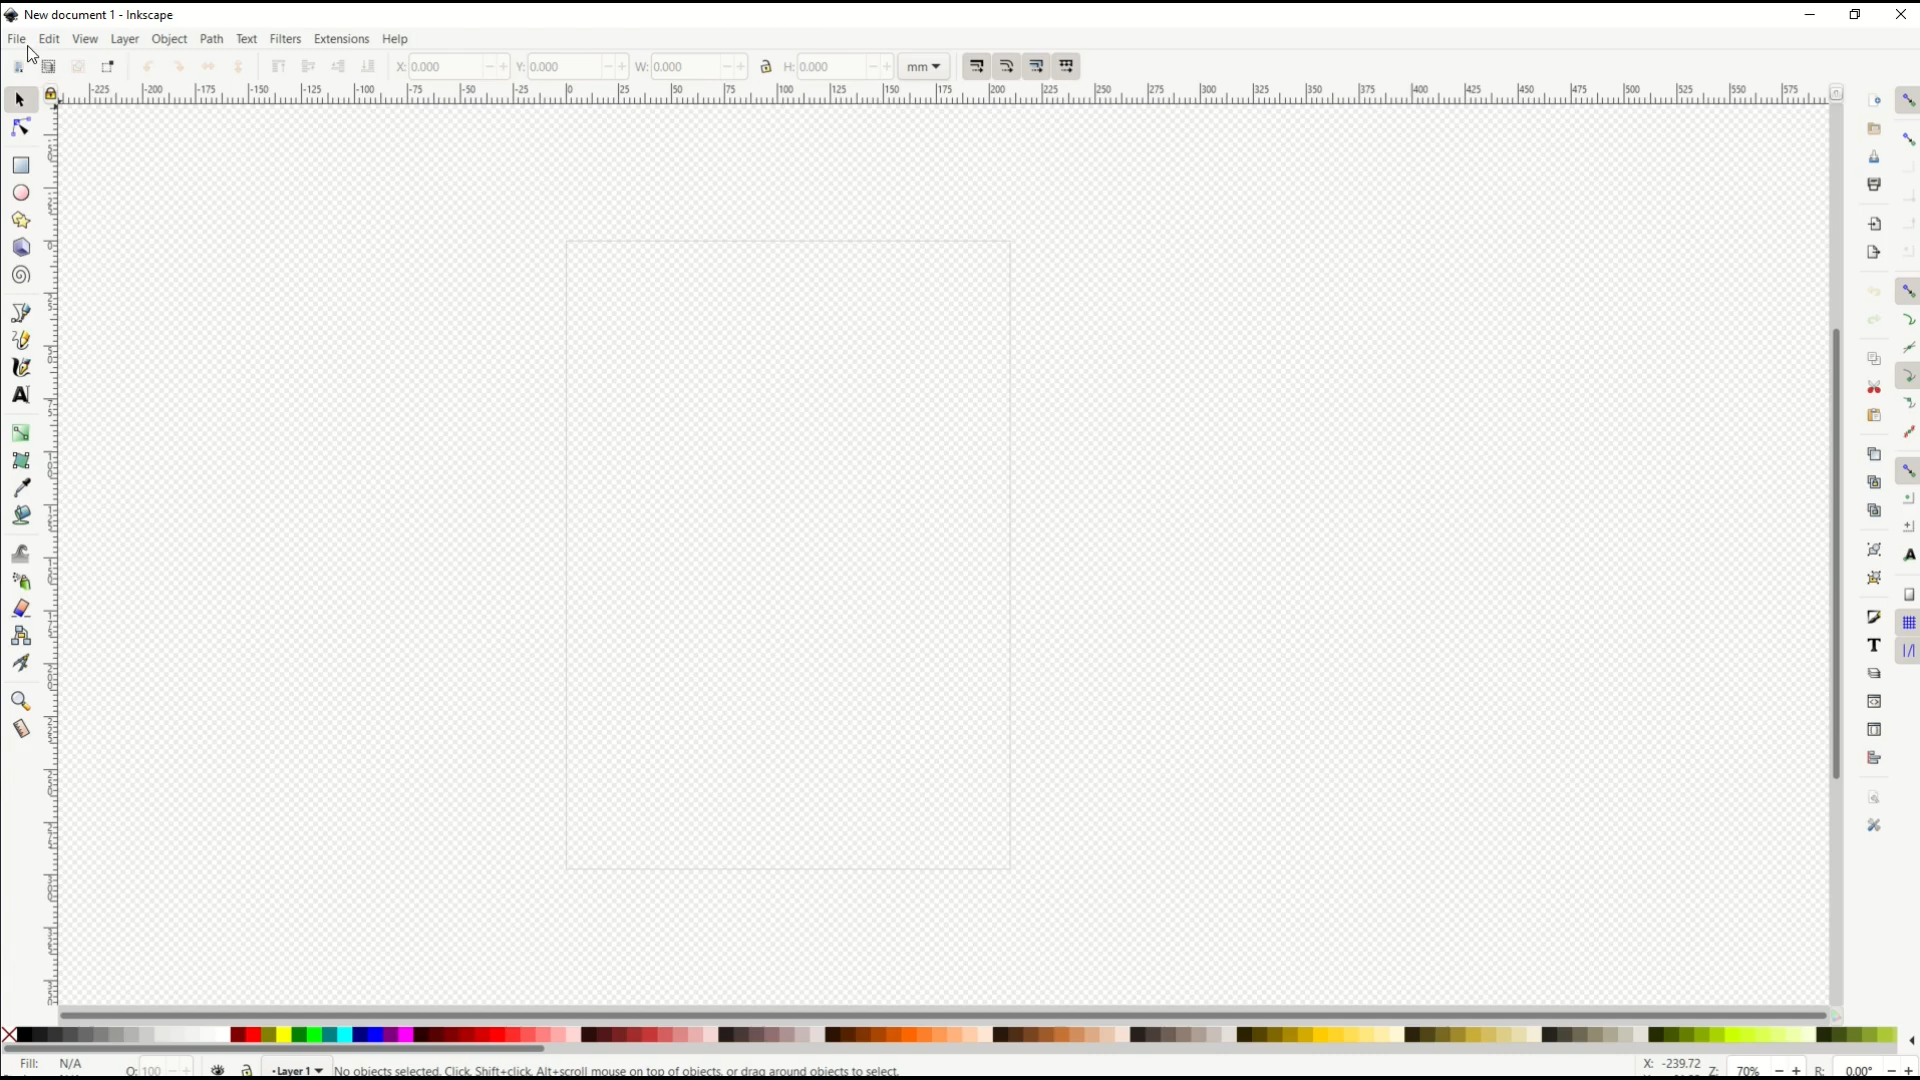 New document 1 - Inkscape
File Edit View Layer Object Path Text Filters Extensions Help
X: 0.000 Y: 0.000 W: 0.000 H: 0.000 mm
-225 -200 -175 -150 -125 -100 -75 -50 -25 0 25 50 75 100 125 150 175 200 225 250 275 300 325 350 375 400 425 450 475 500 525 550 575
Fill: N/A O: 100 Layer 1 No objects selected. Click, Shift+click, Alt+scroll mouse on top of objects, or drag around objects to select. X: -239.72 Z: 70% R: 0.00°